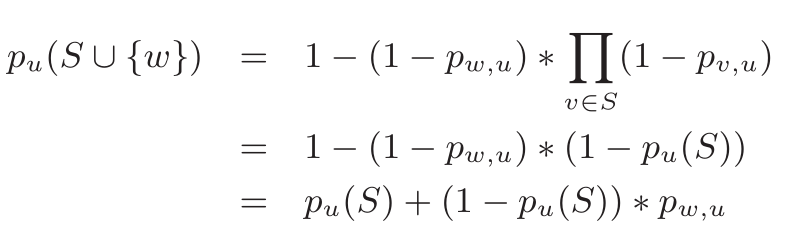 p_u(S ∪ {w}) = 1 − (1 − p_{w,u}) ∗ ∏_{v∈S} (1 − p_{v,u})
= 1 − (1 − p_{w,u}) ∗ (1 − p_u(S))
= p_u(S) + (1 − p_u(S)) ∗ p_{w,u}